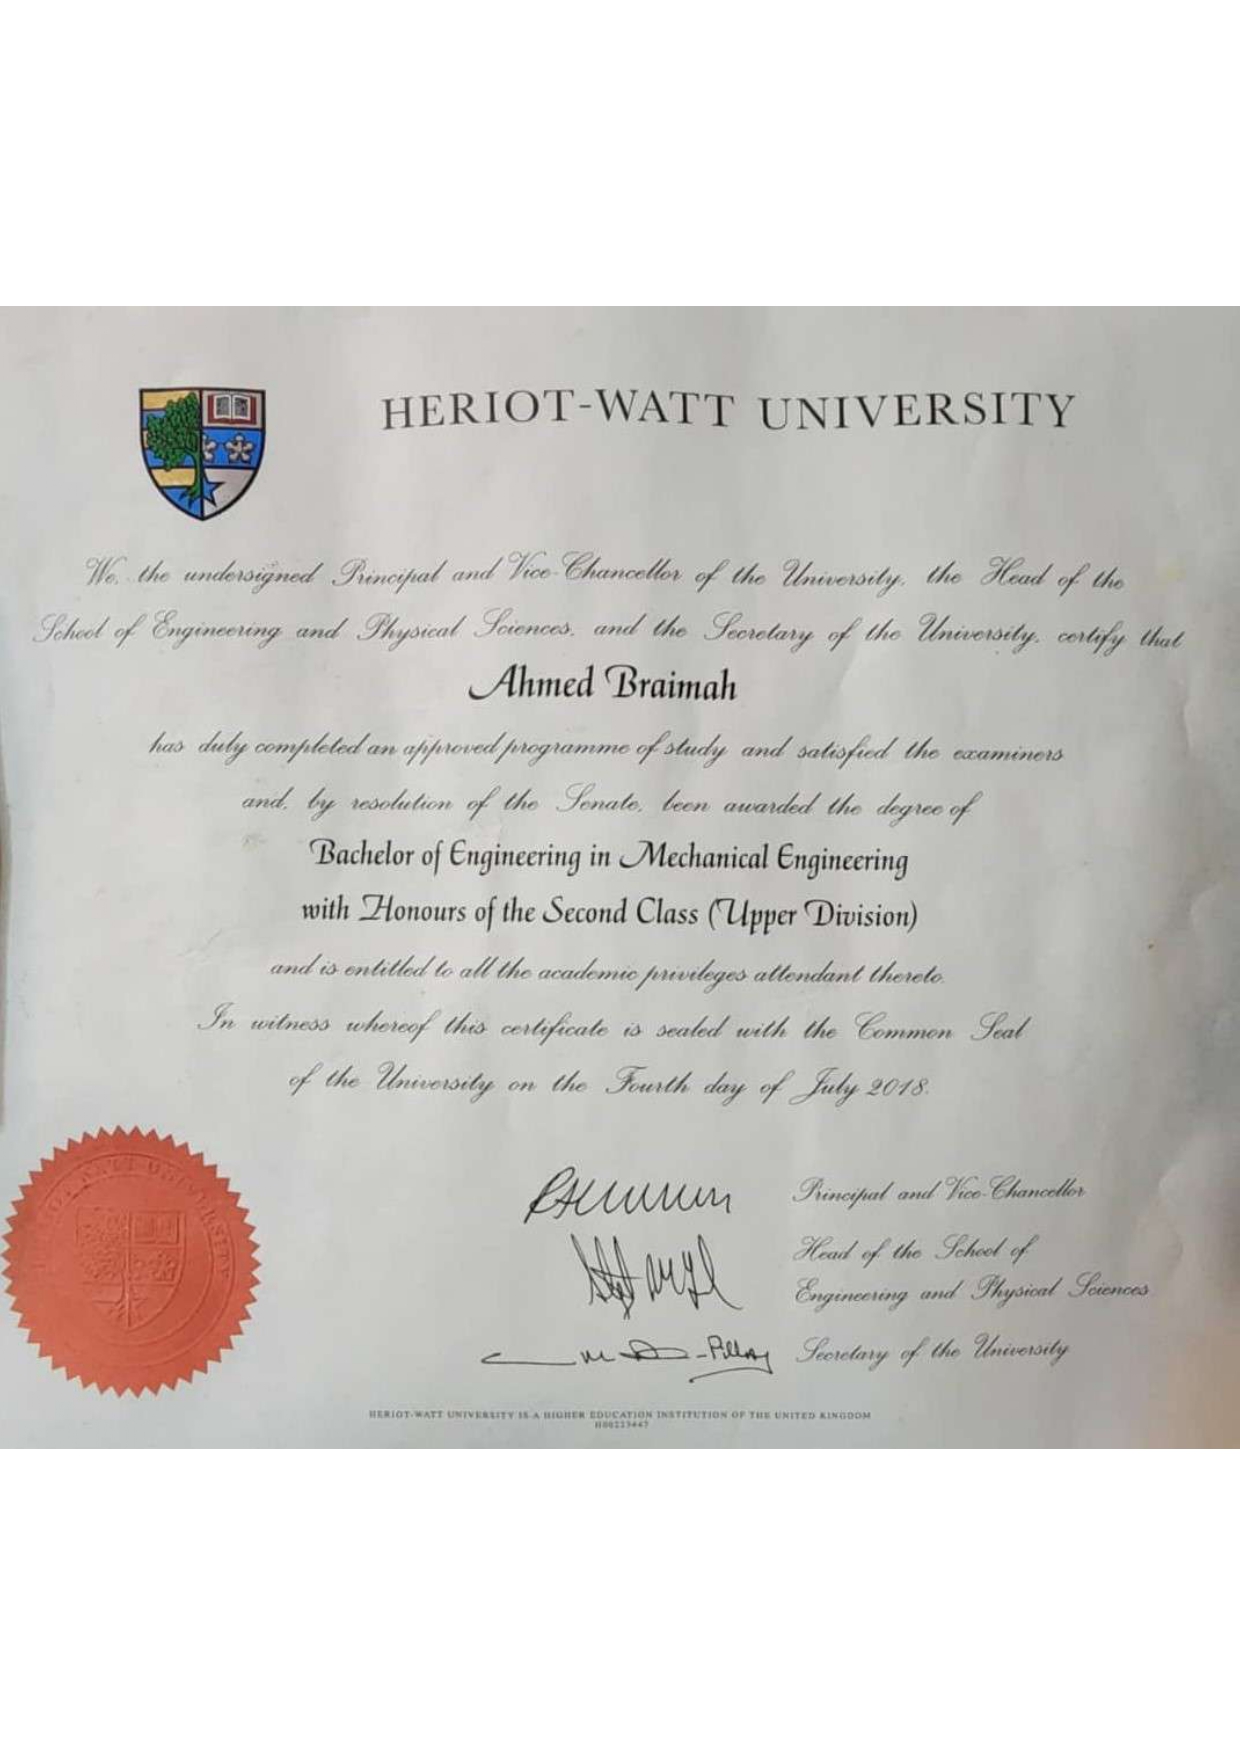 HERIOT-WATT UNIVERSITY
We, the undersigned Principal and Vice-Chancellor of the University, the Head of the
School of Engineering and Physical Sciences, and the Secretary of the University, certify that
Ahmed Braimah
has duly completed an approved programme of study and satisfied the examiners
and, by resolution of the Senate, been awarded the degree of
Bachelor of Engineering in Mechanical Engineering
with Honours of the Second Class (Upper Division)
and is entitled to all the academic privileges attendant thereto.
In witness whereof this certificate is sealed with the Common Seal
of the University on the Fourth day of July 2018.
Principal and Vice-Chancellor
Head of the School of
Engineering and Physical Sciences
Secretary of the University
HERIOT-WATT UNIVERSITY IS A HIGHER EDUCATION INSTITUTION OF THE UNITED KINGDOM